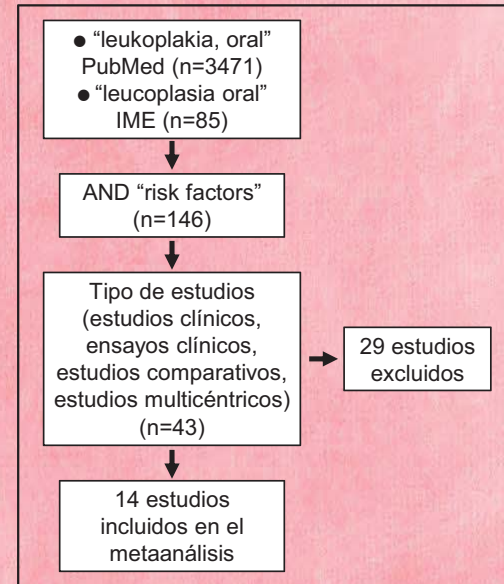 ● “leukoplakia, oral”
PubMed (n=3471)
● “leucoplasia oral”
IME (n=85)
AND “risk factors”
(n=146)
Tipo de estudios
(estudios clínicos,
ensayos clínicos,
estudios comparativos,
estudios multicéntricos)
(n=43)
29 estudios
excluidos
14 estudios
incluidos en el
metaanálisis